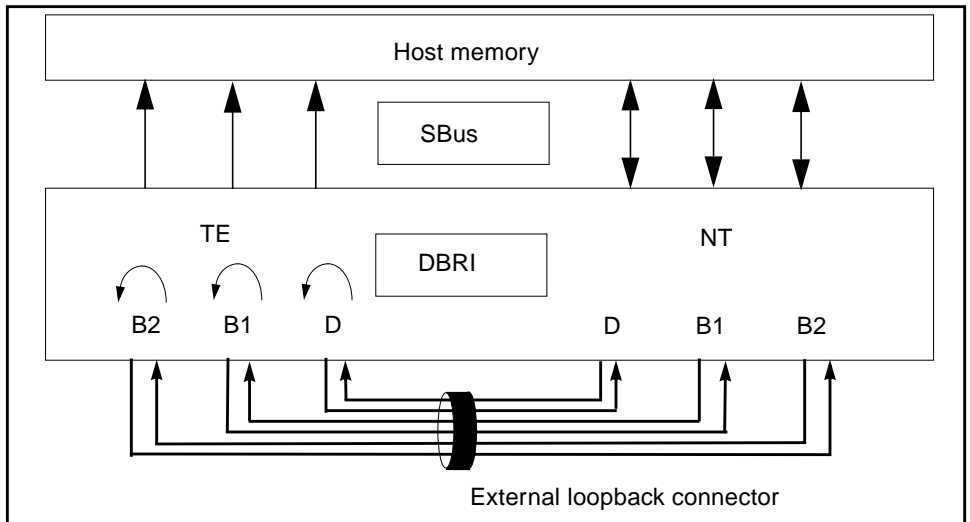 Host memory
SBus
TE
NT
DBRI
B2 B1 D D B1 B2
External loopback connector